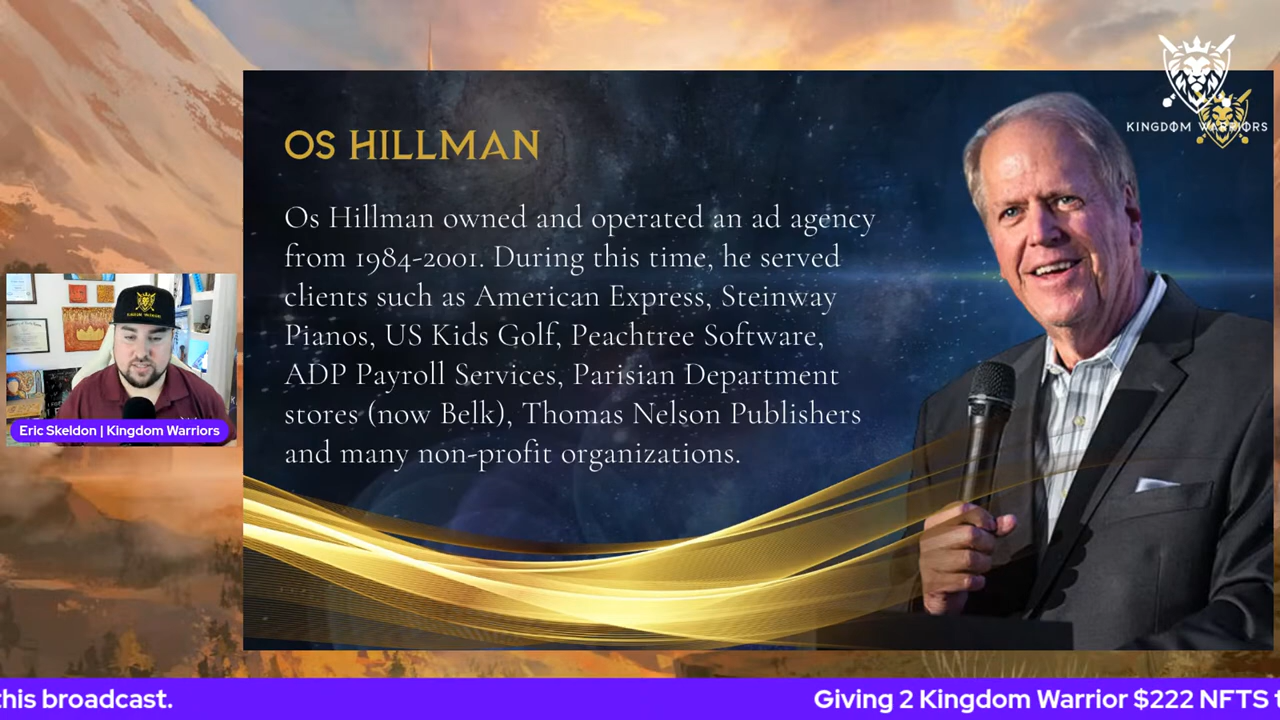 KINGDOM WARRIORS
OS HILLMAN
Os Hillman owned and operated an ad agency
from 1984-2001. During this time, he served
clients such as American Express, Steinway
Pianos, US Kids Golf, Peachtree Software,
ADP Payroll Services, Parisian Department
stores (now Belk), Thomas Nelson Publishers
and many non-profit organizations.
Eric Skeldon | Kingdom Warriors
this broadcast.
Giving 2 Kingdom Warrior $222 NFTS t